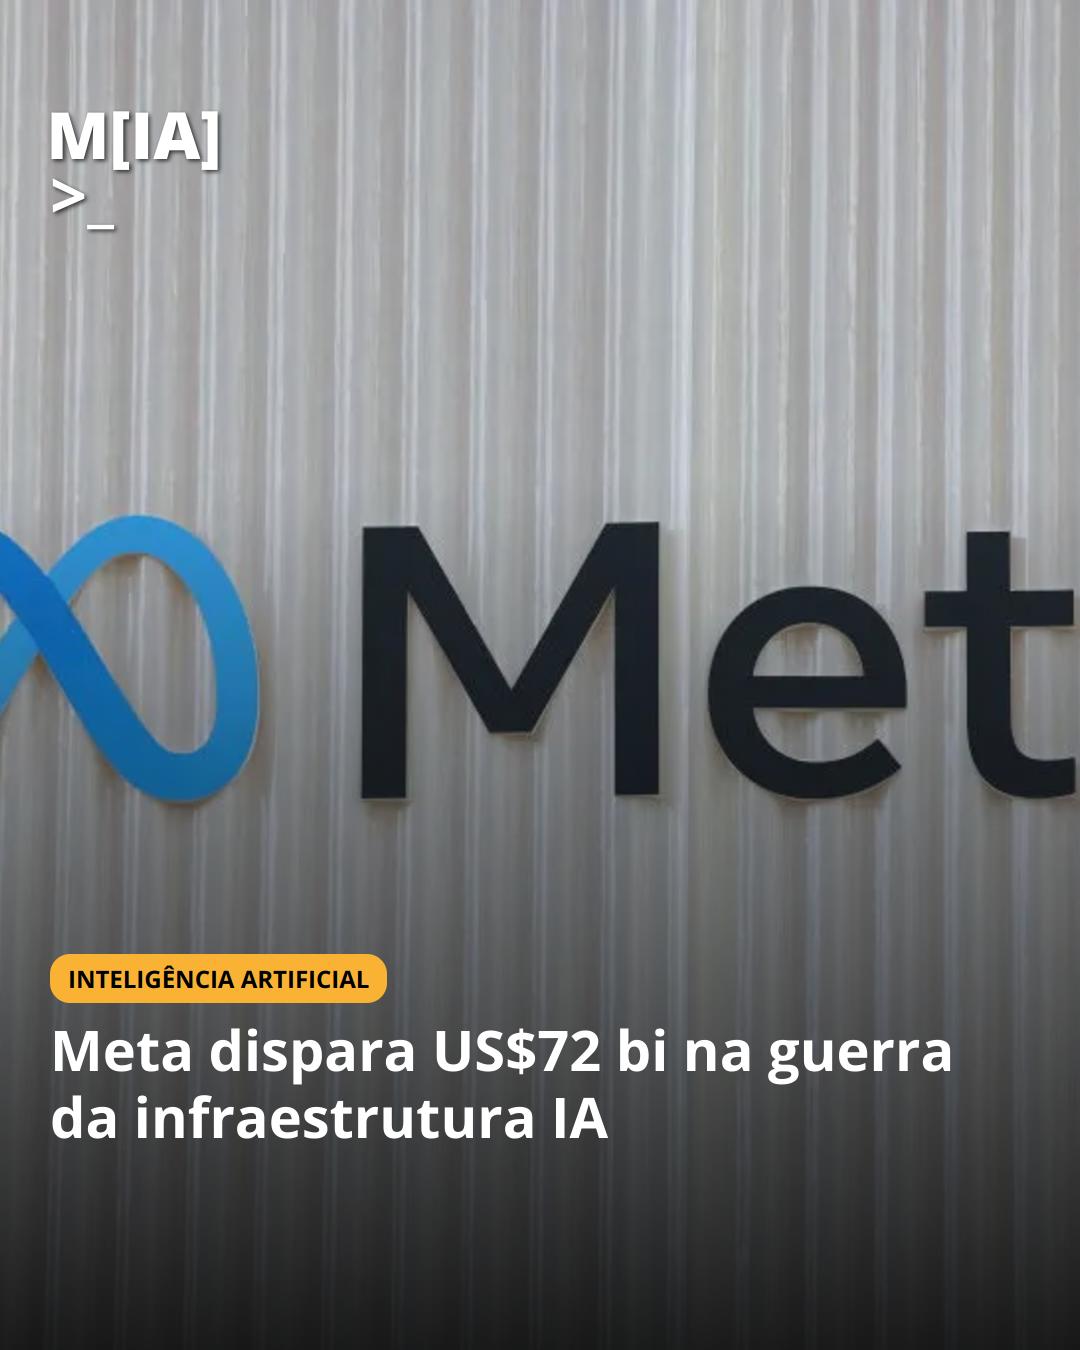 M[IA]
>_
Met
INTELIGÊNCIA ARTIFICIAL
Meta dispara US$72 bi na guerra
da infraestrutura IA